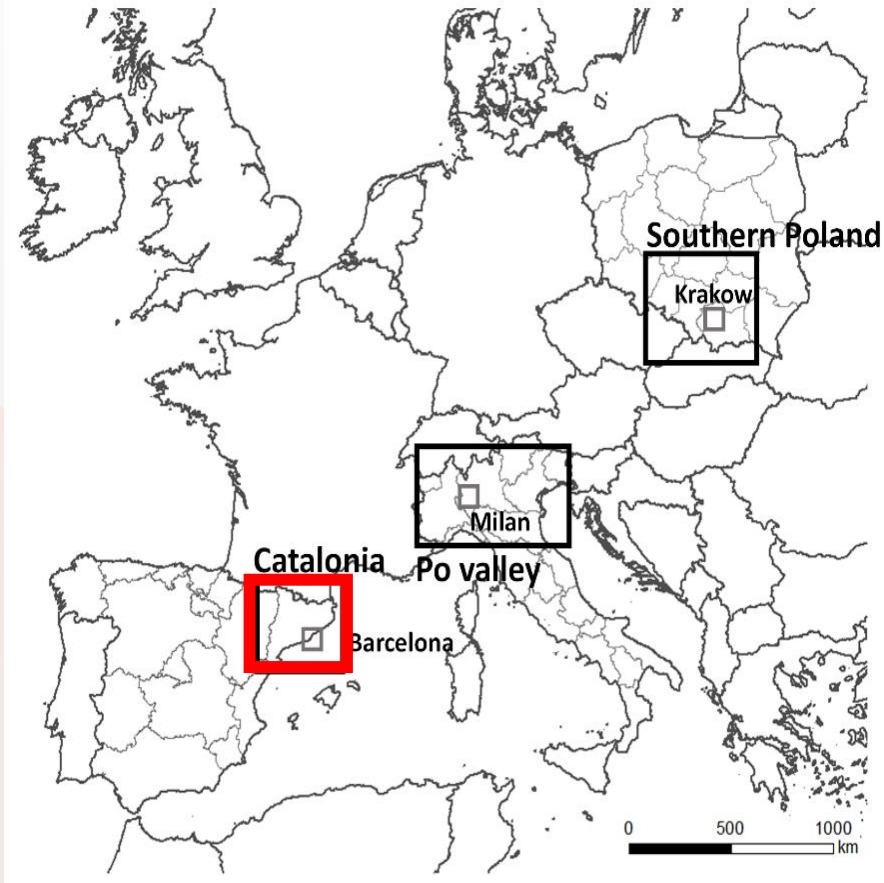 Southern Poland
Krakow
Milan
Catalonia
Po valley
Barcelona
0 500 1000
km